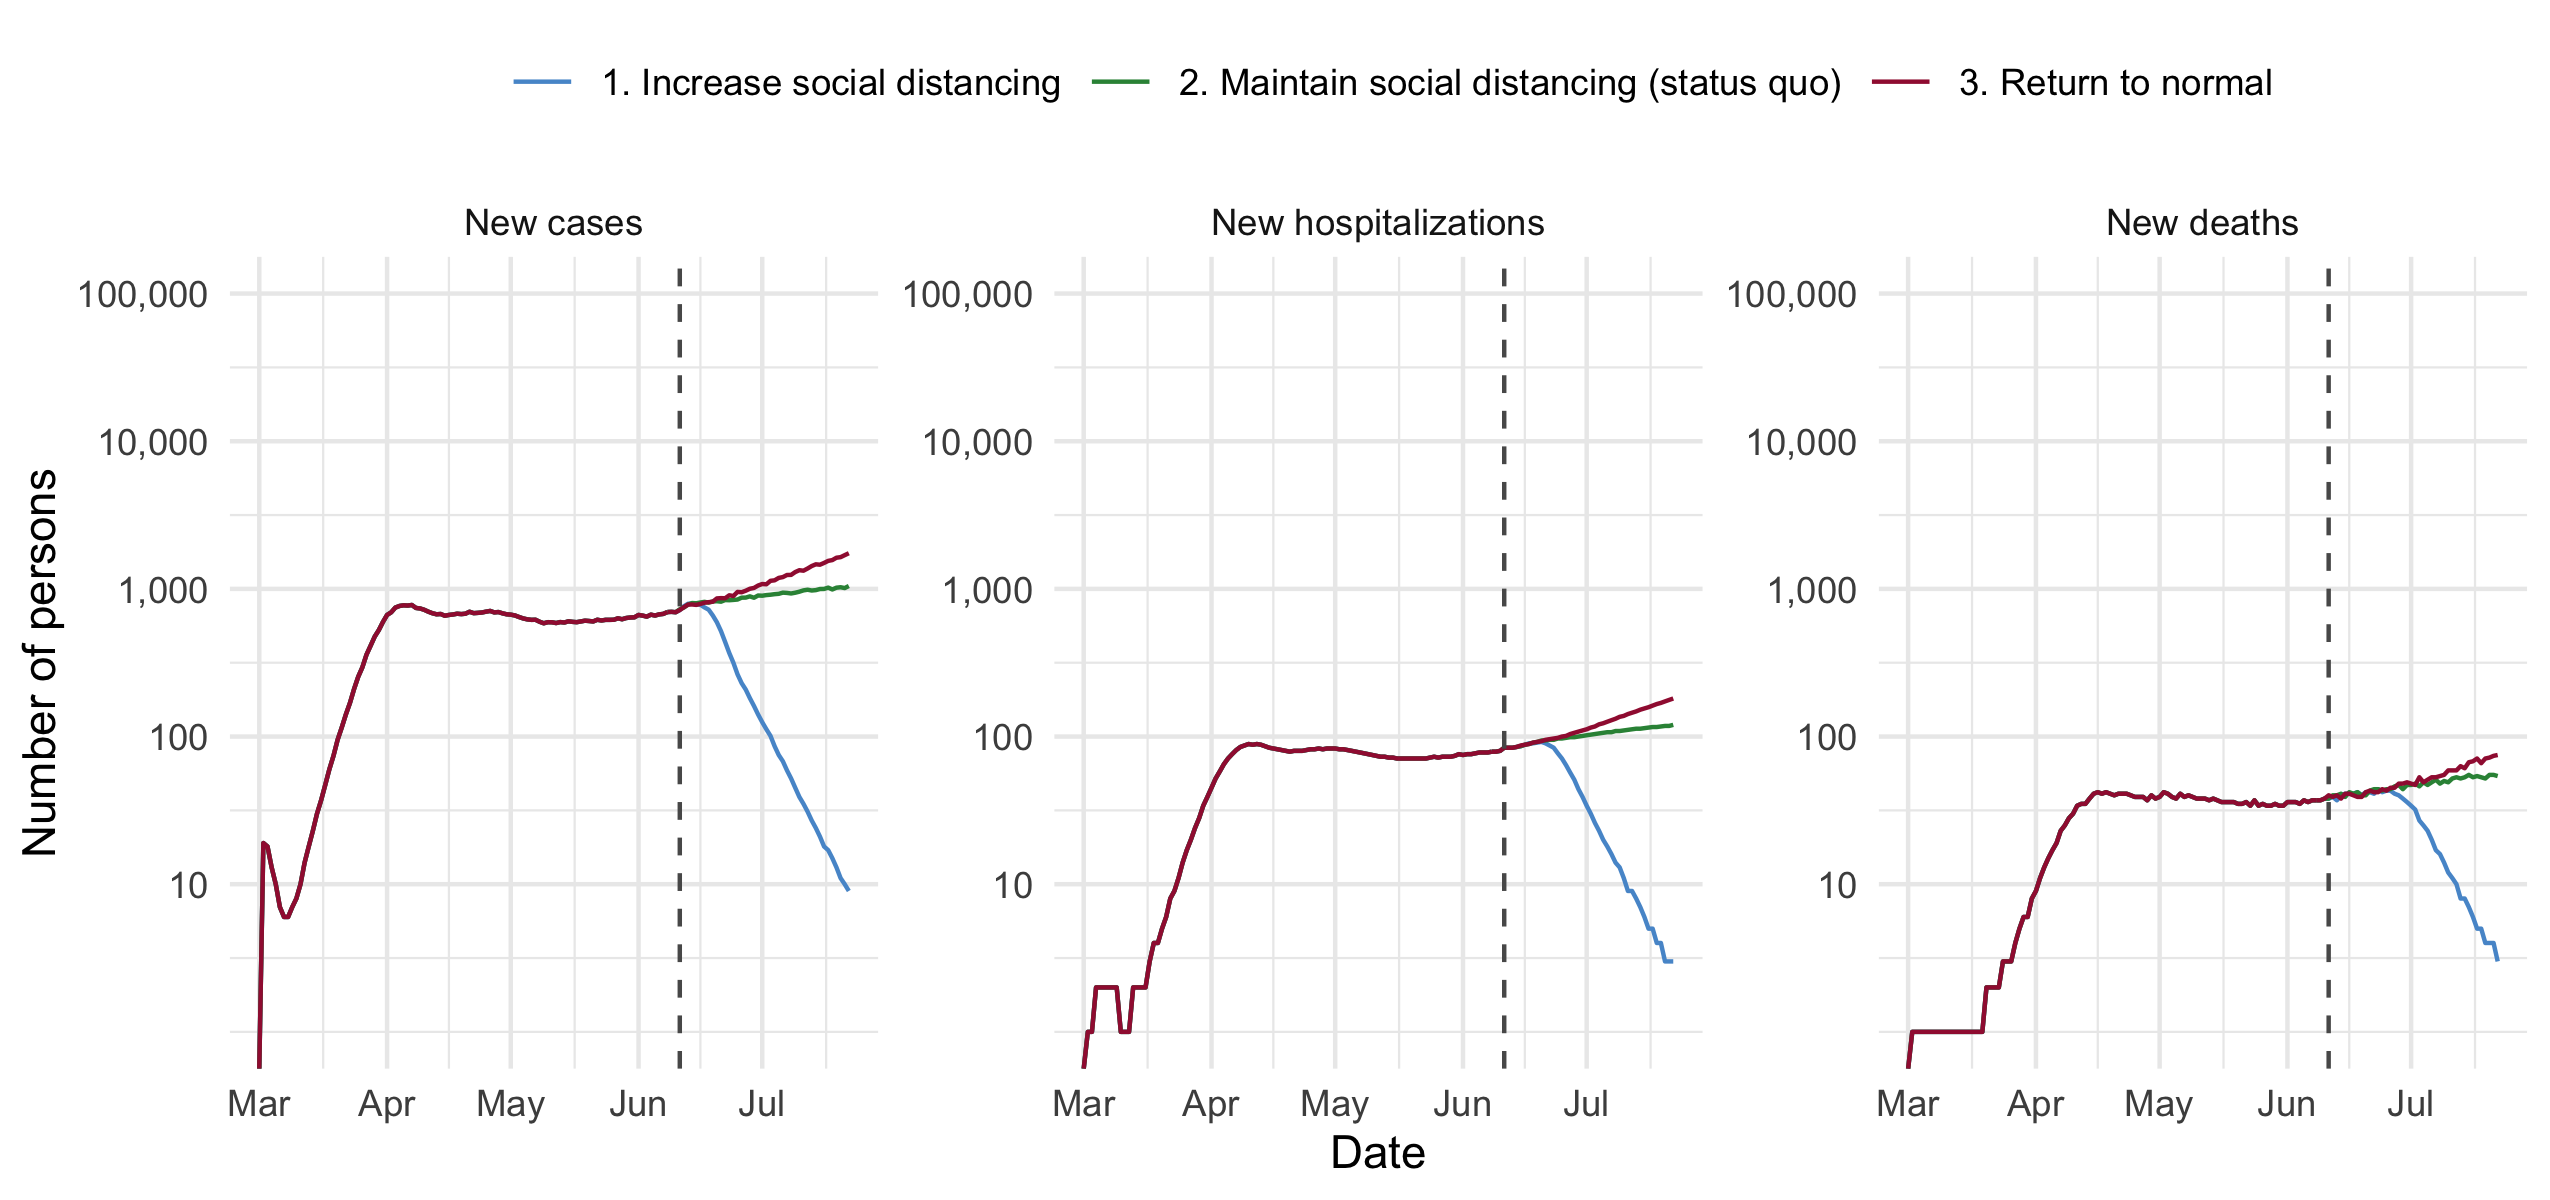 1. Increase social distancing 2. Maintain social distancing (status quo) 3. Return to normal
New cases New hospitalizations New deaths
Number of persons
100,000 100,000 100,000
10,000 10,000 10,000
1,000 1,000 1,000
100 100 100
10 10 10
Mar Apr May Jun Jul Mar Apr May Jun Jul Mar Apr May Jun Jul
Date